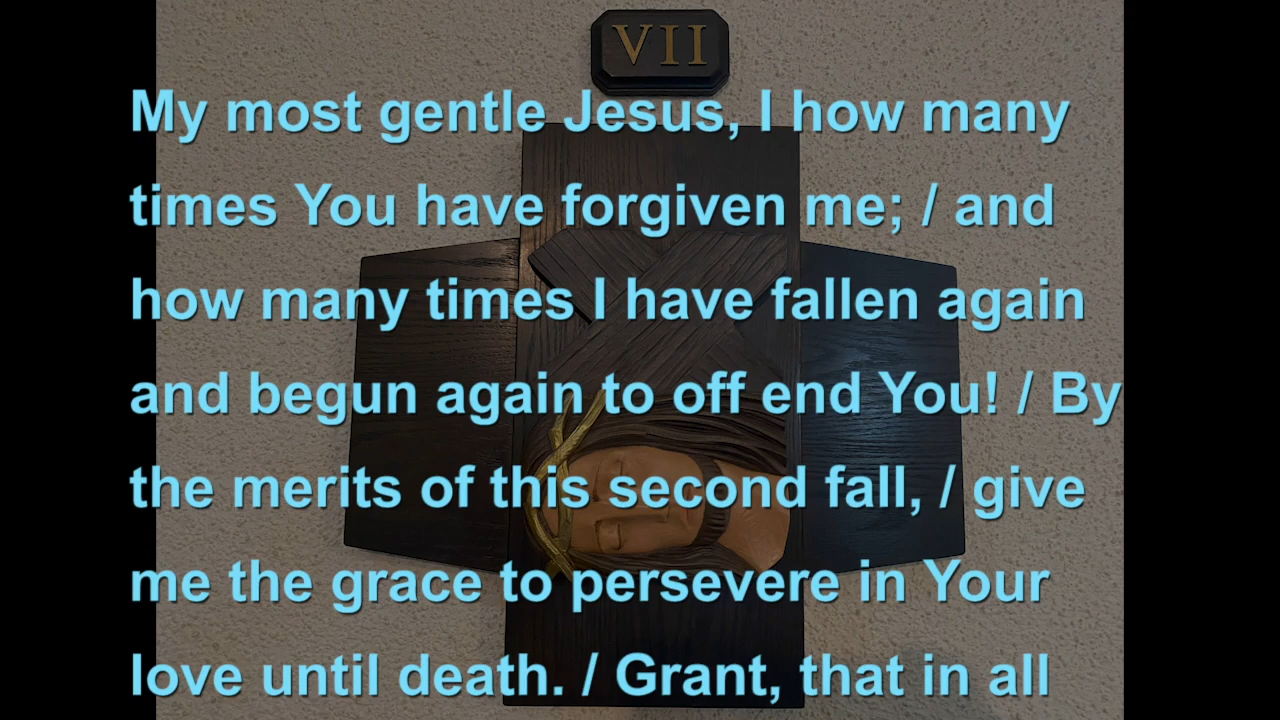 VII
My most gentle Jesus, I how many
times You have forgiven me; / and
how many times I have fallen again
and begun again to off end You! / By
the merits of this second fall, / give
me the grace to persevere in Your
love until death. / Grant, that in all